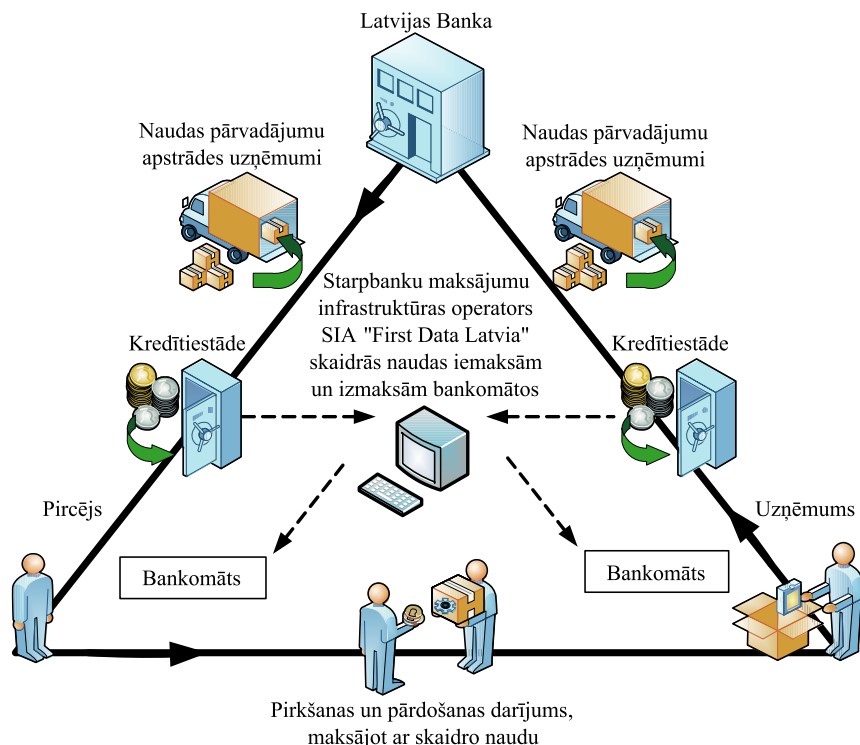 Latvijas Banka
Naudas pārvadājumu
apstrādes uzņēmumi
Naudas pārvadājumu
apstrādes uzņēmumi
Starpbanku maksājumu
infrastruktūras operators
SIA "First Data Latvia"
skaidrās naudas iemaksām
un izmaksām bankomātos
Kredītiestāde
Kredītiestāde
Pircējs
Uzņēmums
Bankomāts
Bankomāts
Pirkšanas un pārdošanas darījums,
maksājot ar skaidro naudu